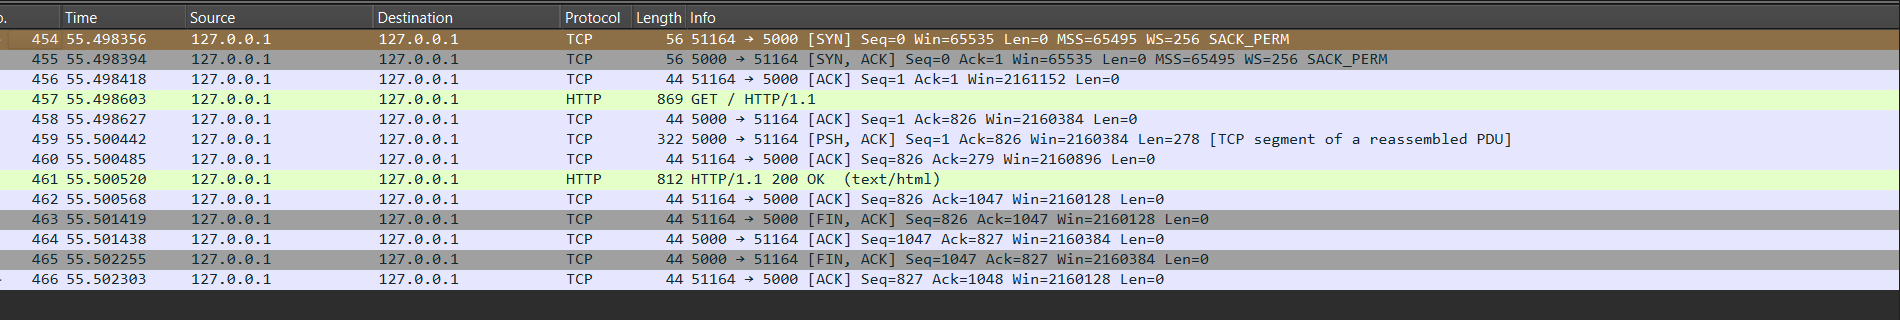 o. Time Source Destination Protocol Length Info
454 55.498356 127.0.0.1 127.0.0.1 TCP 56 51164 → 5000 [SYN] Seq=0 Win=65535 Len=0 MSS=65495 WS=256 SACK_PERM
455 55.498394 127.0.0.1 127.0.0.1 TCP 56 5000 → 51164 [SYN, ACK] Seq=0 Ack=1 Win=65535 Len=0 MSS=65495 WS=256 SACK_PERM
456 55.498418 127.0.0.1 127.0.0.1 TCP 44 51164 → 5000 [ACK] Seq=1 Ack=1 Win=2161152 Len=0
457 55.498603 127.0.0.1 127.0.0.1 HTTP 869 GET / HTTP/1.1
458 55.498627 127.0.0.1 127.0.0.1 TCP 44 5000 → 51164 [ACK] Seq=1 Ack=826 Win=2160384 Len=0
459 55.500442 127.0.0.1 127.0.0.1 TCP 322 5000 → 51164 [PSH, ACK] Seq=1 Ack=826 Win=2160384 Len=278 [TCP segment of a reassembled PDU]
460 55.500485 127.0.0.1 127.0.0.1 TCP 44 51164 → 5000 [ACK] Seq=826 Ack=279 Win=2160896 Len=0
461 55.500520 127.0.0.1 127.0.0.1 HTTP 812 HTTP/1.1 200 OK (text/html)
462 55.500568 127.0.0.1 127.0.0.1 TCP 44 51164 → 5000 [ACK] Seq=826 Ack=1047 Win=2160128 Len=0
463 55.501419 127.0.0.1 127.0.0.1 TCP 44 51164 → 5000 [FIN, ACK] Seq=826 Ack=1047 Win=2160128 Len=0
464 55.501438 127.0.0.1 127.0.0.1 TCP 44 5000 → 51164 [ACK] Seq=1047 Ack=827 Win=2160384 Len=0
465 55.502255 127.0.0.1 127.0.0.1 TCP 44 5000 → 51164 [FIN, ACK] Seq=1047 Ack=827 Win=2160384 Len=0
466 55.502303 127.0.0.1 127.0.0.1 TCP 44 51164 → 5000 [ACK] Seq=827 Ack=1048 Win=2160128 Len=0